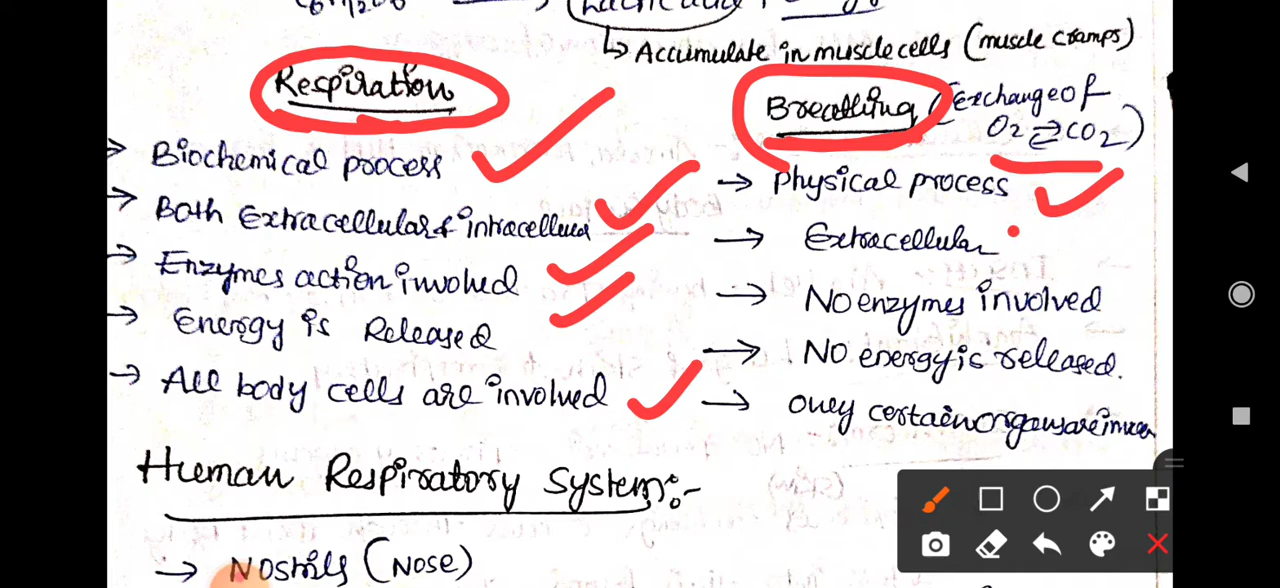 ↳ Accumulate in muscle cells (muscle cramps)
Respiration
→ Biochemical process
→ Both Extracellular & intracellular
→ Enzymes action involved
→ Energy is Released
→ All body cells are involved
Breathing (exchange of
O2 ⇄ CO2)
→ Physical process
→ Extracellular
→ No enzymes involved
→ No energy is released.
→ only certain organs are
Human Respiratory System:-
→ Nostrils (Nose)